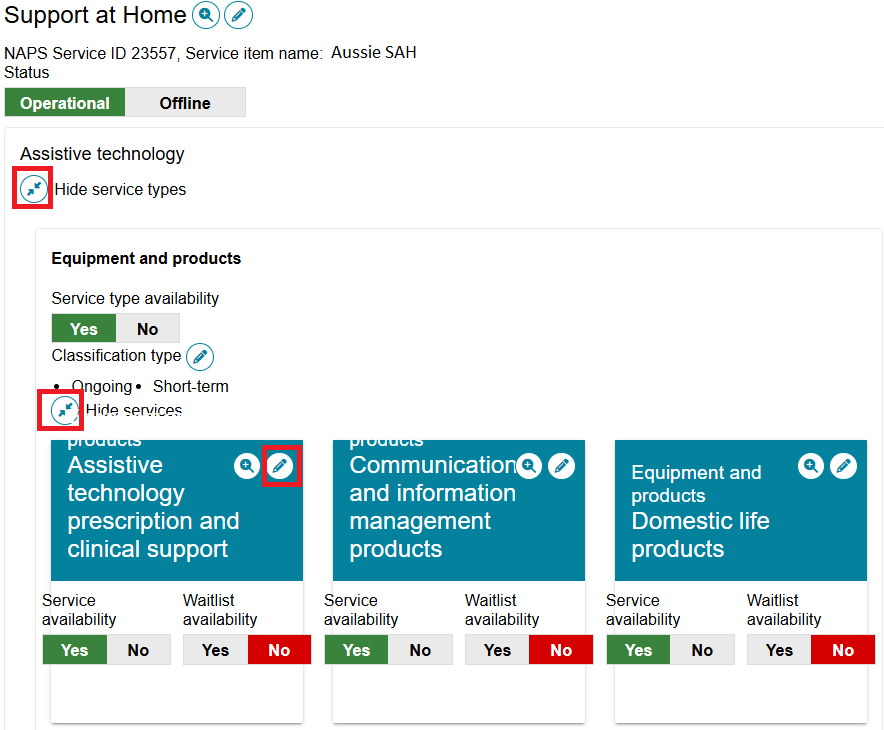 Support at Home
NAPS Service ID 23557, Service item name: Aussie SAH
Status
Operational Offline
Assistive technology
Hide service types
Equipment and products
Service type availability
Yes No
Classification type
• Ongoing • Short-term
Hide services
products
Assistive
technology
prescription and
clinical support
products
Communication
and information
management
products
Equipment and
products
Domestic life
products
Service
availability
Yes No
Waitlist
availability
Yes No
Service
availability
Yes No
Waitlist
availability
Yes No
Service
availability
Yes No
Waitlist
availability
Yes No